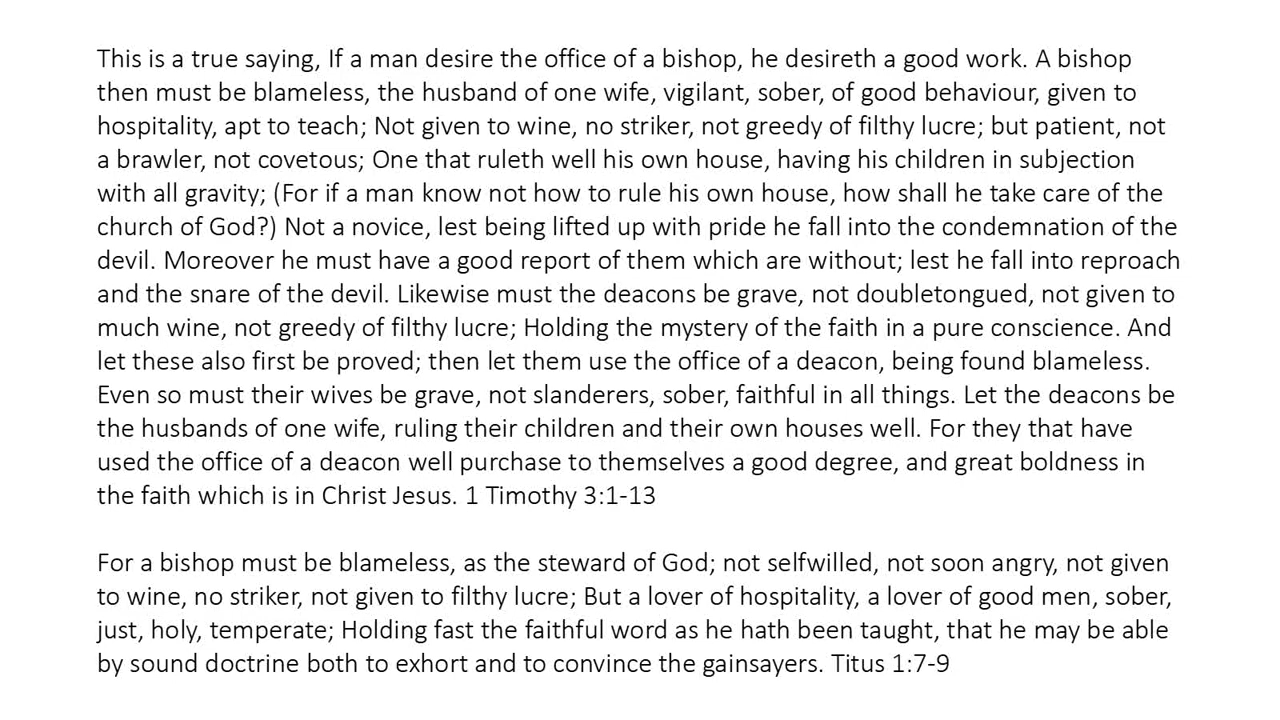 This is a true saying, If a man desire the office of a bishop, he desireth a good work. A bishop
then must be blameless, the husband of one wife, vigilant, sober, of good behaviour, given to
hospitality, apt to teach; Not given to wine, no striker, not greedy of filthy lucre; but patient, not
a brawler, not covetous; One that ruleth well his own house, having his children in subjection
with all gravity; (For if a man know not how to rule his own house, how shall he take care of the
church of God?) Not a novice, lest being lifted up with pride he fall into the condemnation of the
devil. Moreover he must have a good report of them which are without; lest he fall into reproach
and the snare of the devil. Likewise must the deacons be grave, not doubletongued, not given to
much wine, not greedy of filthy lucre; Holding the mystery of the faith in a pure conscience. And
let these also first be proved; then let them use the office of a deacon, being found blameless.
Even so must their wives be grave, not slanderers, sober, faithful in all things. Let the deacons be
the husbands of one wife, ruling their children and their own houses well. For they that have
used the office of a deacon well purchase to themselves a good degree, and great boldness in
the faith which is in Christ Jesus. 1 Timothy 3:1-13

For a bishop must be blameless, as the steward of God; not selfwilled, not soon angry, not given
to wine, no striker, not given to filthy lucre; But a lover of hospitality, a lover of good men, sober,
just, holy, temperate; Holding fast the faithful word as he hath been taught, that he may be able
by sound doctrine both to exhort and to convince the gainsayers. Titus 1:7-9